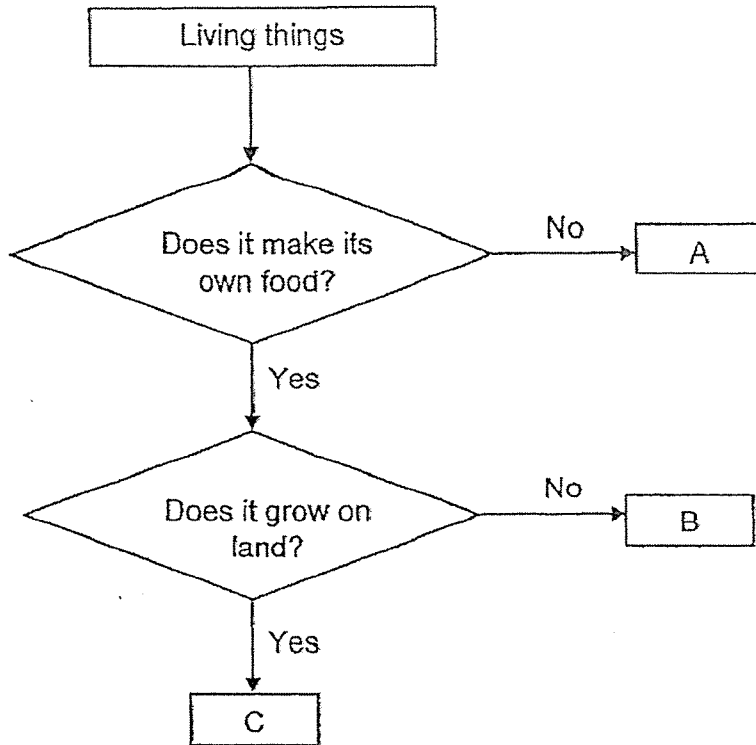 Living things
Does it make its
own food?
No
A
Yes
Does it grow on
land?
No
B
Yes
C